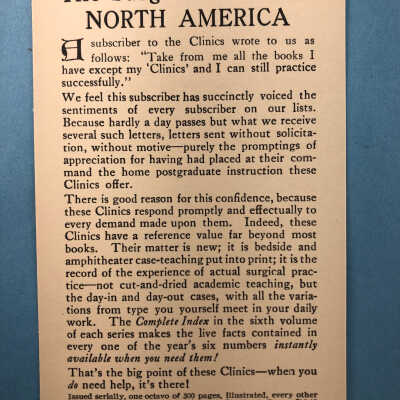 NORTH AMERICA
A subscriber to the Clinics wrote to us as
follows: "Take from me all the books I
have except my 'Clinics' and I can still practice
successfully."
We feel this subscriber has succinctly voiced the
sentiments of every subscriber on our lists.
Because hardly a day passes but what we receive
several such letters, letters sent without solicita-
tion, without motive—purely the promptings of
appreciation for having had placed at their com-
mand the home postgraduate instruction these
Clinics offer.
There is good reason for this confidence, because
these Clinics respond promptly and effectually to
every demand made upon them. Indeed, these
Clinics have a reference value far beyond most
books. Their matter is new; it is bedside and
amphitheater case-teaching put into print; it is the
record of the experience of actual surgical prac-
tice—not cut-and-dried academic teaching, but
the day-in and day-out cases, with all the varia-
tions from type you yourself meet in your daily
work. The Complete Index in the sixth volume
of each series makes the live facts contained in
every one of the year's six numbers instantly
available when you need them!
That's the big point of these Clinics—when you
do need help, it's there!
Issued serially, one octavo of 300 pages, illustrated, every other